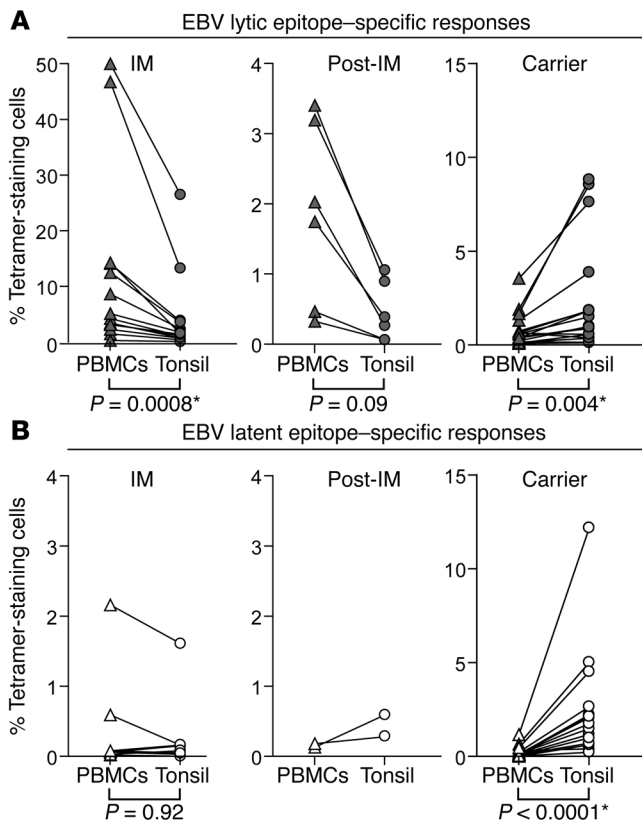 A
EBV lytic epitope–specific responses
IM
Post-IM
Carrier
% Tetramer-staining cells
50
40
30
20
10
0
4
3
2
1
0
15
10
5
0
PBMCs Tonsil
PBMCs Tonsil
PBMCs Tonsil
P = 0.0008*
P = 0.09
P = 0.004*
B
EBV latent epitope–specific responses
IM
Post-IM
Carrier
% Tetramer-staining cells
4
3
2
1
0
4
3
2
1
0
15
10
5
0
PBMCs Tonsil
PBMCs Tonsil
PBMCs Tonsil
P = 0.92
P < 0.0001*